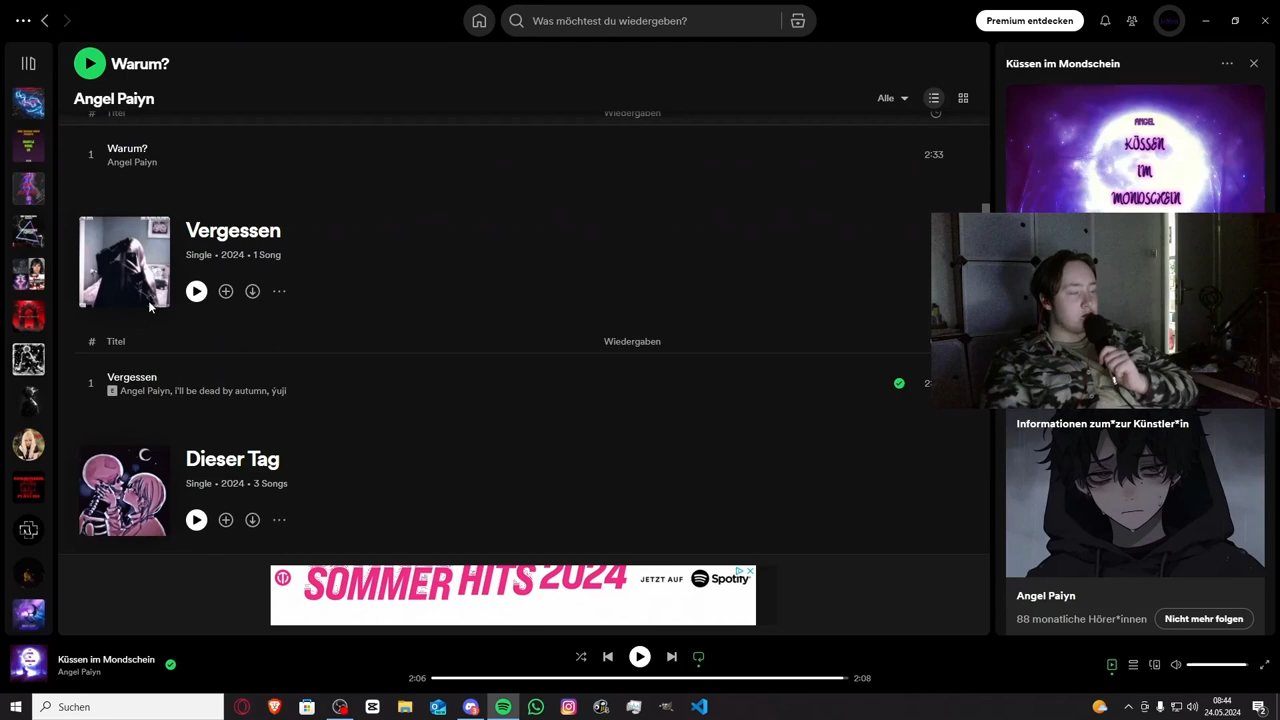 Was möchtest du wiedergeben?
Premium entdecken
Warum?
Angel Paiyn
Alle
# Titel Wiedergaben
1 Warum? 2:33
Angel Paiyn
Vergessen
Single • 2024 • 1 Song
# Titel Wiedergaben
1 Vergessen
E Angel Paiyn, i'll be dead by autumn, ýuji
Dieser Tag
Single • 2024 • 3 Songs
SOMMER HITS 2024
JETZT AUF Spotify
Küssen im Mondschein
ANGEL
KÜSSEN
IM
MONDSCHEIN
Informationen zum*zur Künstler*in
Angel Paiyn
88 monatliche Hörer*innen
Nicht mehr folgen
Küssen im Mondschein
Angel Paiyn
2:06
2:08
Suchen
08:44
24.05.2024